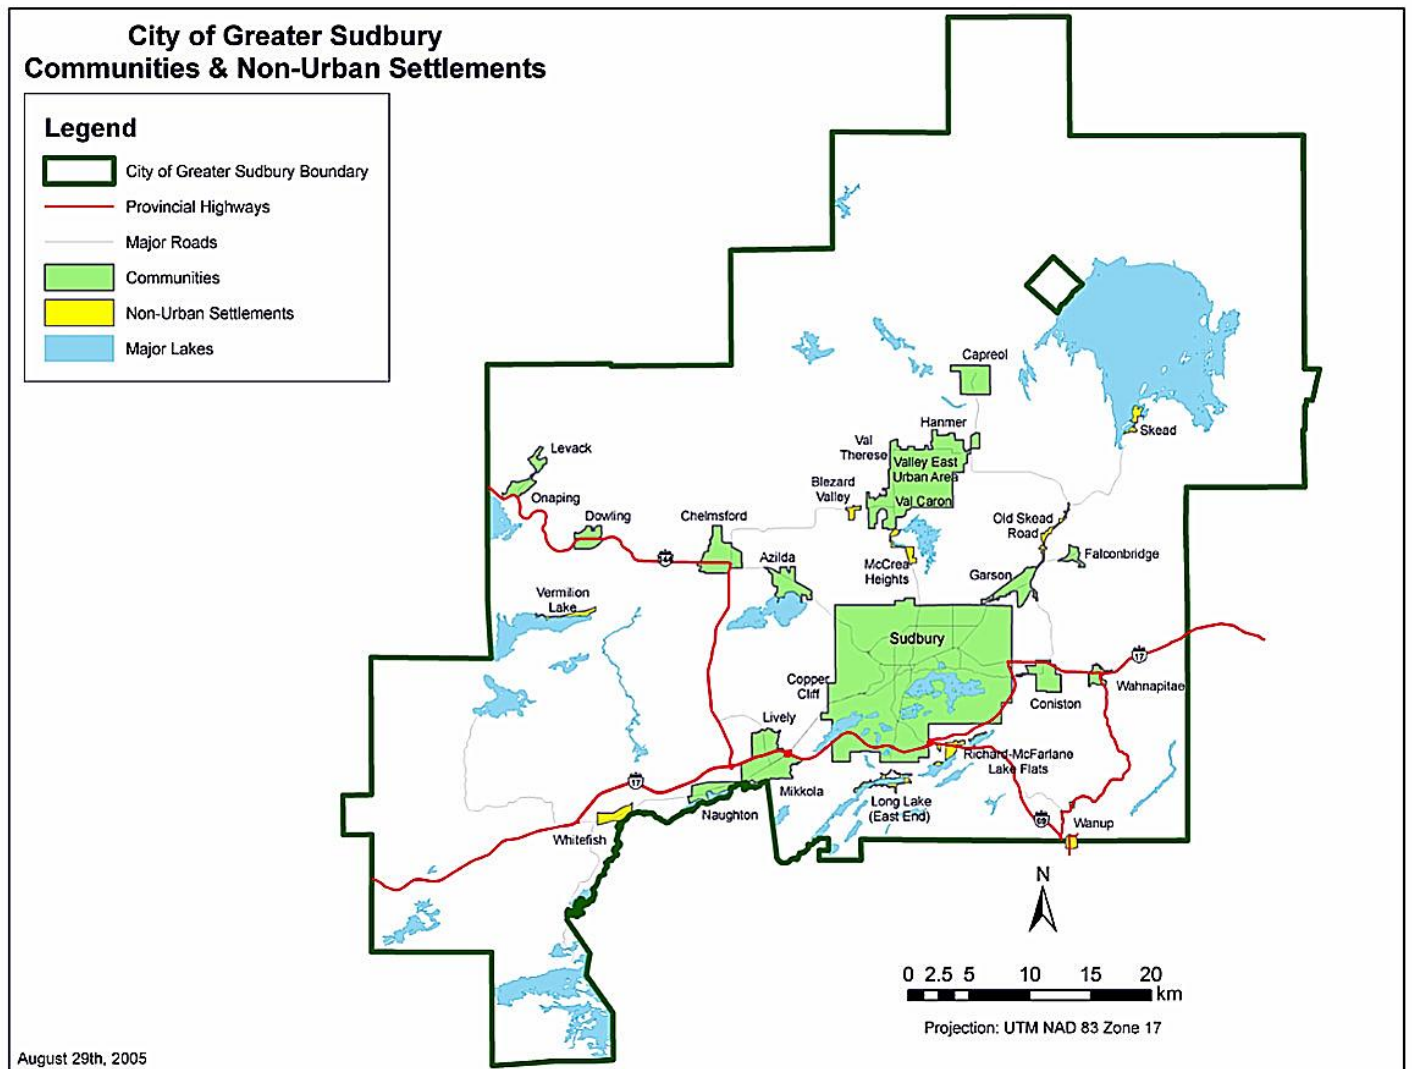 City of Greater Sudbury
Communities & Non-Urban Settlements
Legend
City of Greater Sudbury Boundary
Provincial Highways
Major Roads
Communities
Non-Urban Settlements
Major Lakes
Capreol
Hanmer
Skead
Val
Therese
Valley East
Urban Area
Levack
Blezard
Valley
Val Caron
Onaping
Dowling
Chelmsford
Old Skead
Road
144
Azilda
Falconbridge
McCrea
Heights
Garson
Vermilion
Lake
Sudbury
17
Copper
Cliff
Wahnapitae
Coniston
Lively
Richard-McFarlane
Lake Flats
17
Mikkola
Long Lake
(East End)
Naughton
69
Wanup
Whitefish
N
0 2.5 5 10 15 20
km
Projection: UTM NAD 83 Zone 17
August 29th, 2005